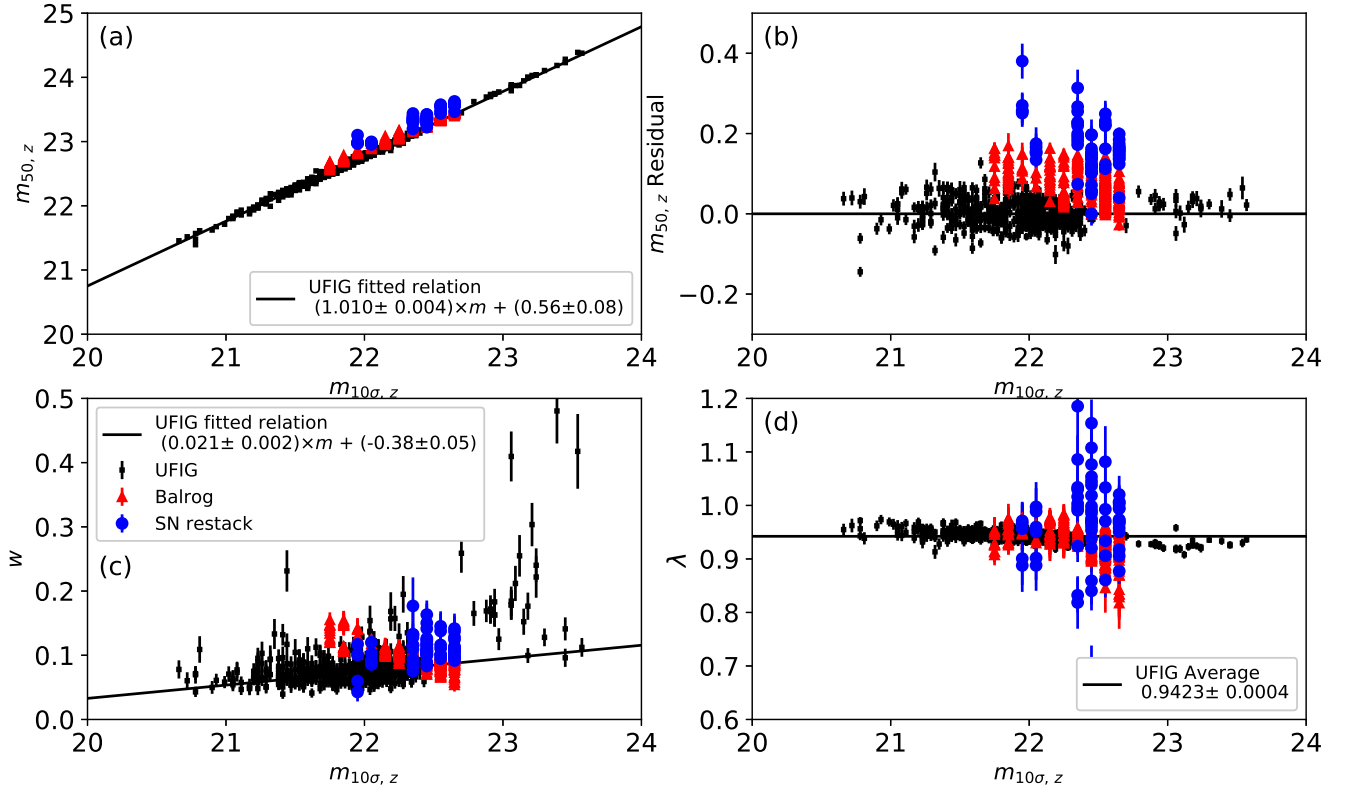 (a)
25
24
23
22
21
20
m50, z
UFIG fitted relation
(1.010± 0.004)×m + (0.56±0.08)
20 21 22 23 24
m10σ, z
(b)
0.4
0.2
0.0
−0.2
m50, z Residual
20 21 22 23 24
m10σ, z
0.5
0.4
0.3
0.2
0.1
0.0
w
UFIG fitted relation
(0.021± 0.002)×m + (-0.38±0.05)
UFIG
Balrog
SN restack
(c)
20 21 22 23 24
m10σ, z
(d)
1.2
1.1
1.0
0.9
0.8
0.7
0.6
λ
UFIG Average
0.9423± 0.0004
20 21 22 23 24
m10σ, z